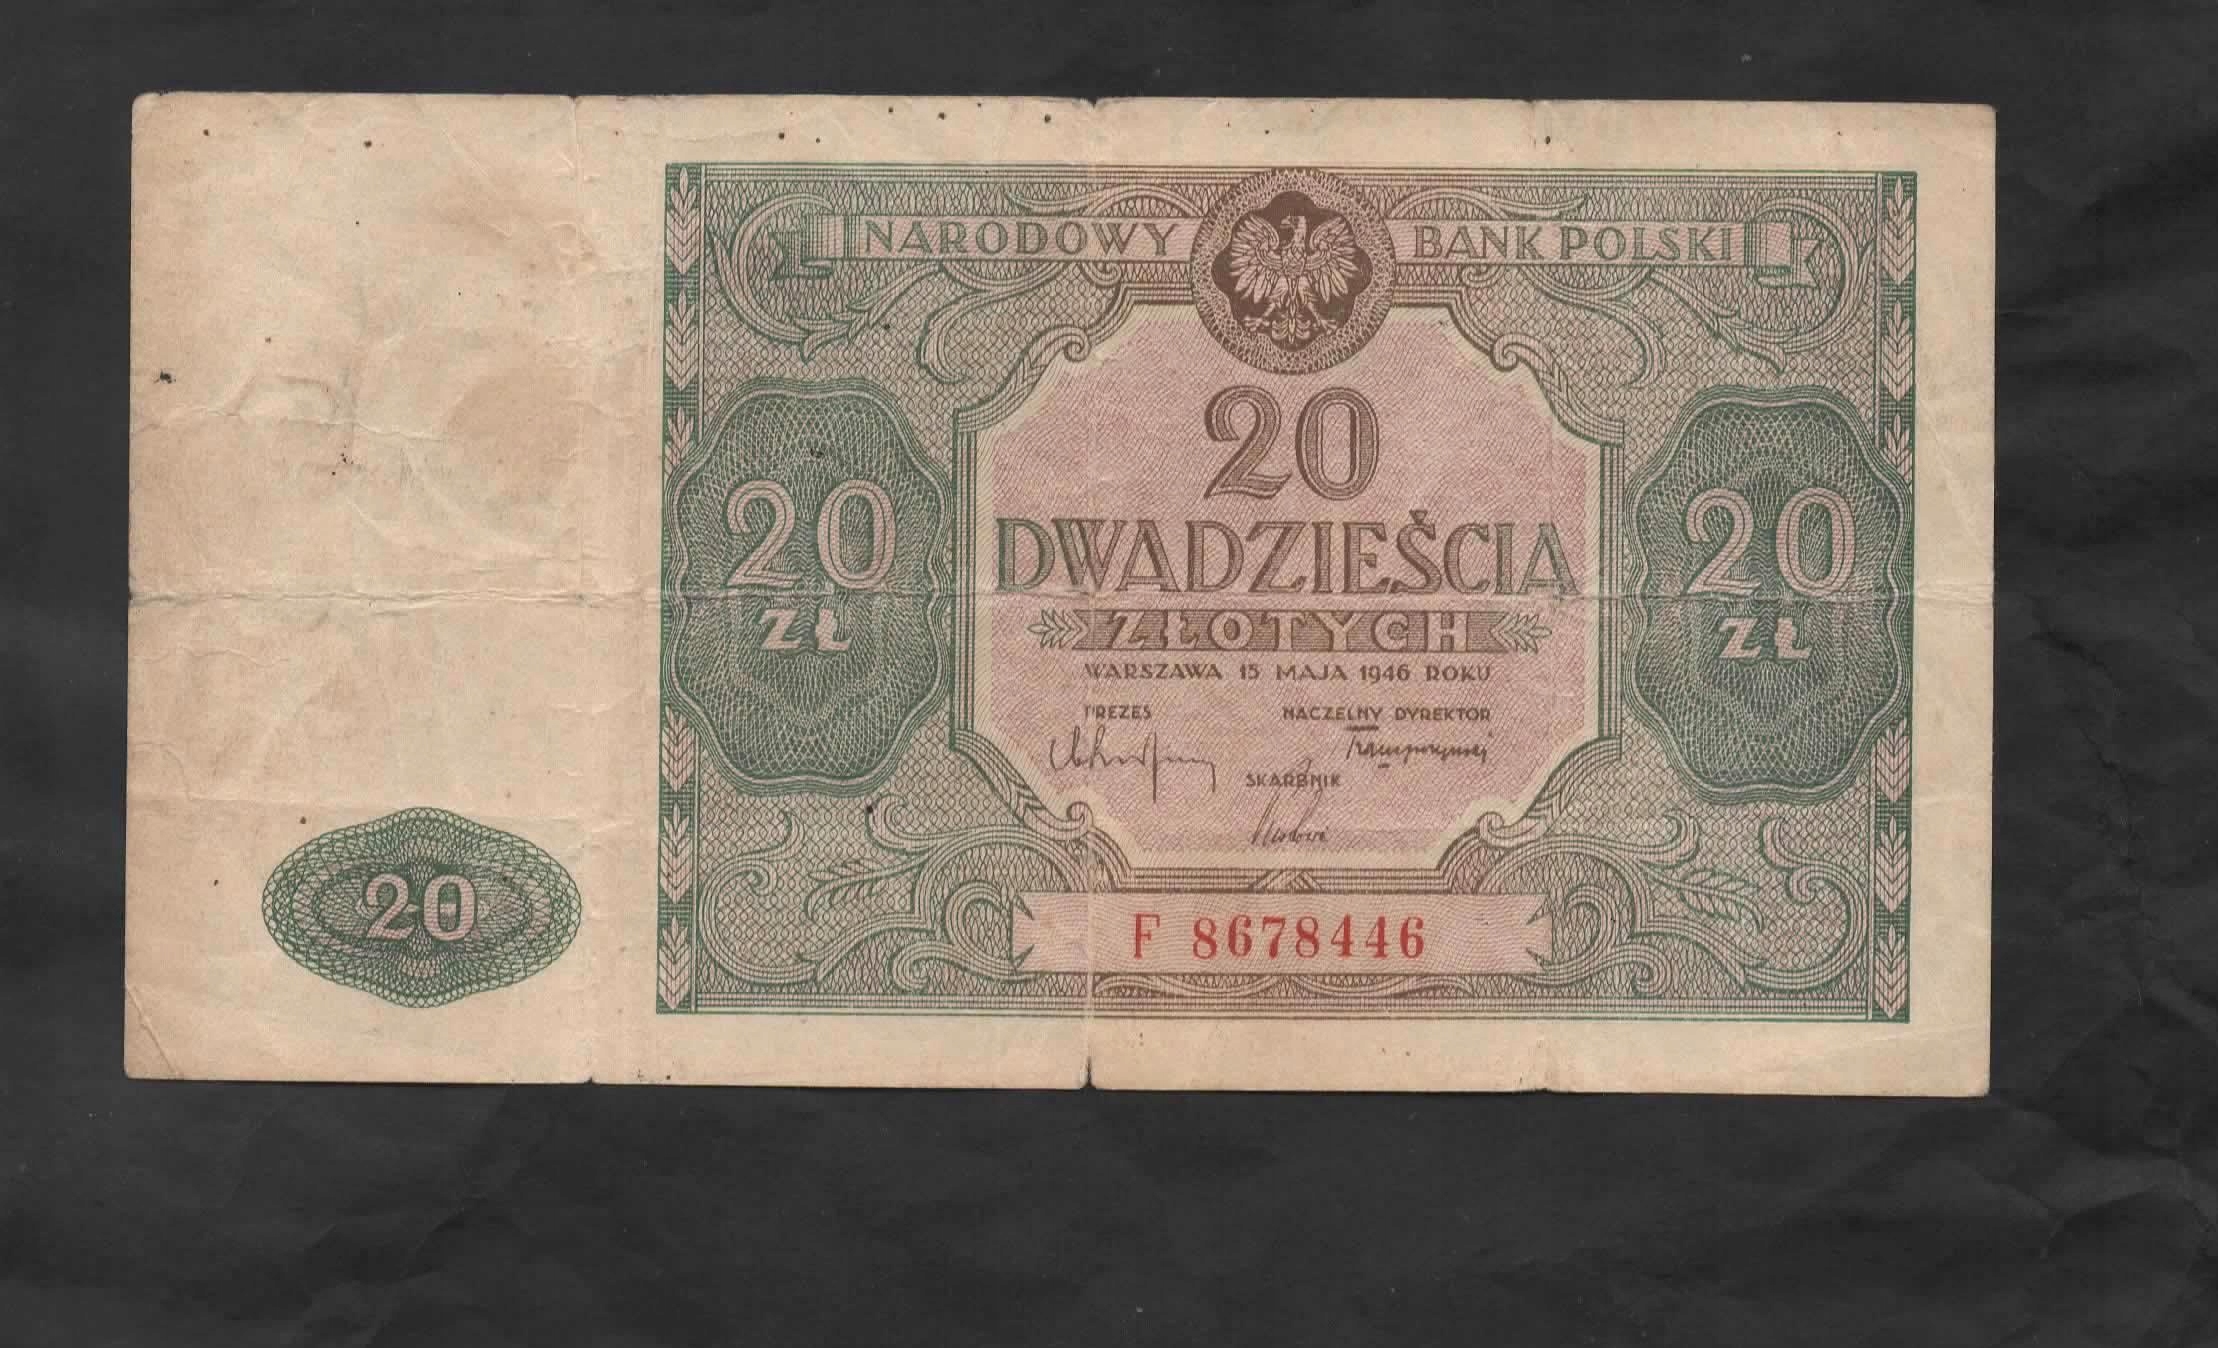 NARODOWY BANK POLSKI
20
DWADZIEŚCIA
ZŁOTYCH
WARSZAWA 15 MAJA 1946 ROKU
PREZES NACZELNY DYREKTOR
SKARBNIK
20
ZŁ
20
ZŁ
20
F 8678446